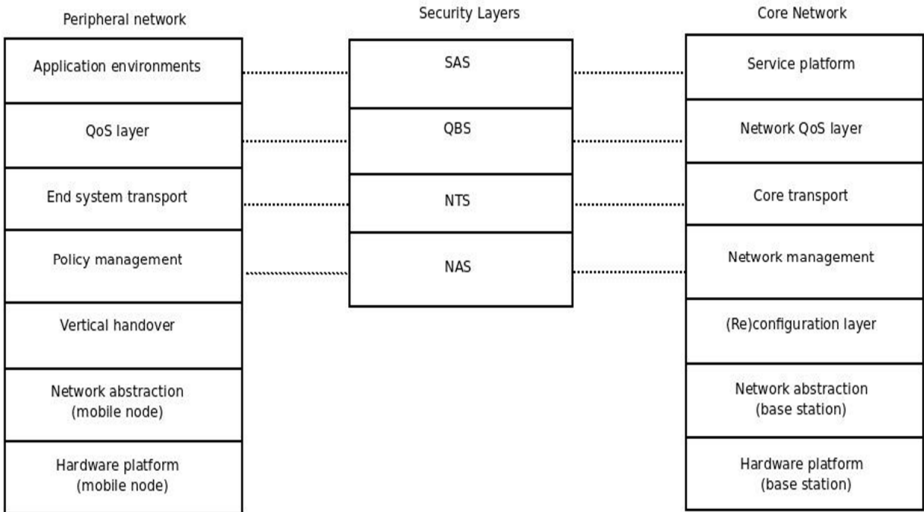 Peripheral network
Application environments
QoS layer
End system transport
Policy management
Vertical handover
Network abstraction
(mobile node)
Hardware platform
(mobile node)
Security Layers
SAS
QBS
NTS
NAS
Core Network
Service platform
Network QoS layer
Core transport
Network management
(Re)configuration layer
Network abstraction
(base station)
Hardware platform
(base station)